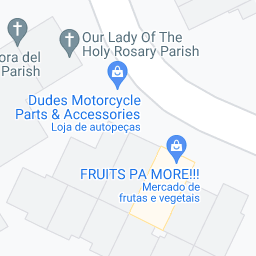 Our Lady Of The
Holy Rosary Parish
ora del
Parish
Dudes Motorcycle
Parts & Accessories
Loja de autopeças
FRUITS PA MORE!!!
Mercado de
frutas e vegetais